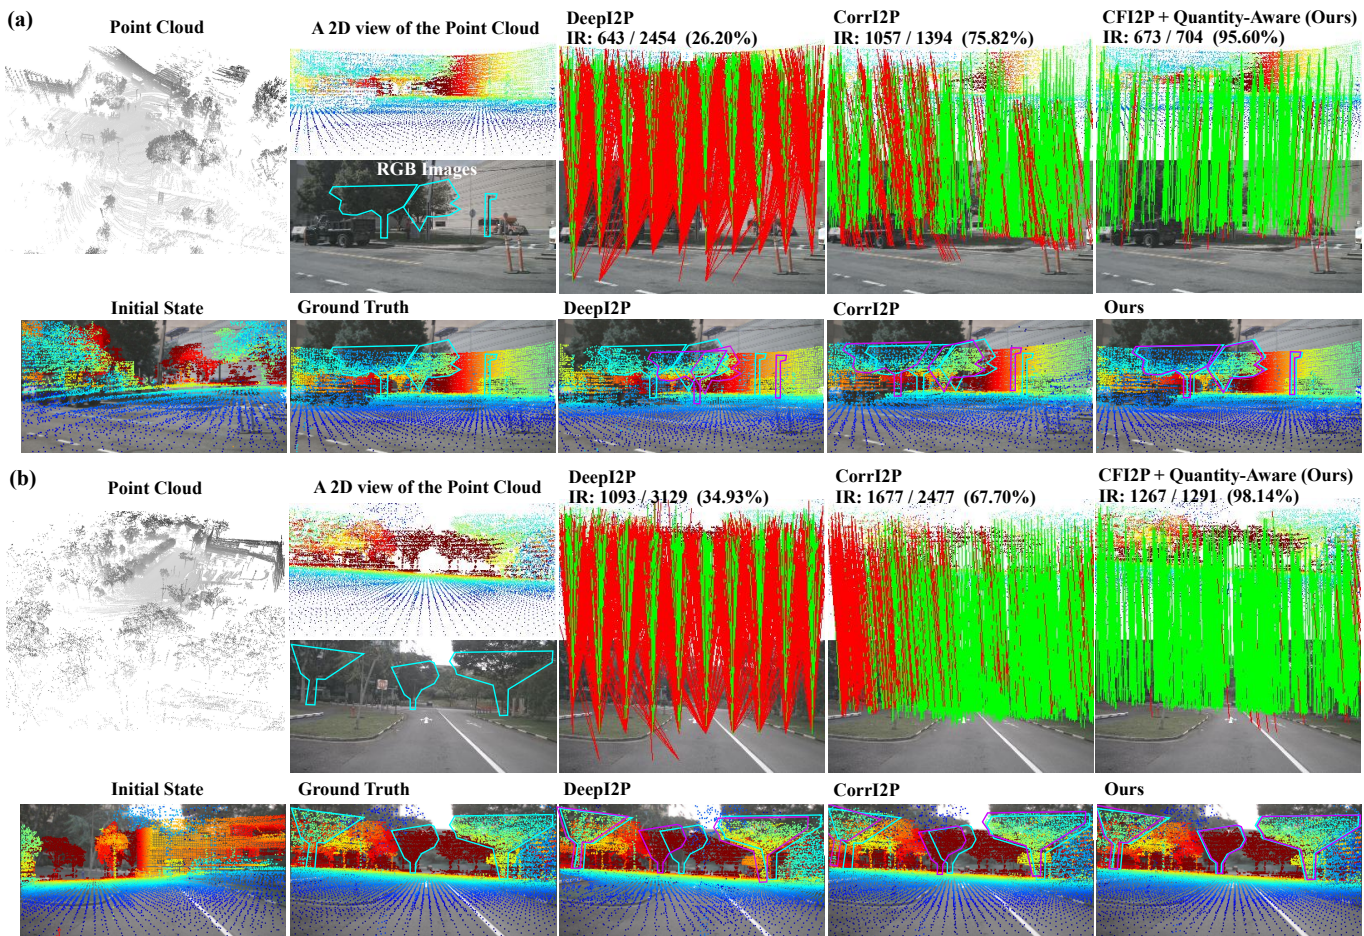 (a)
Point Cloud
A 2D view of the Point Cloud
DeepI2P
IR: 643 / 2454 (26.20%)
CorrI2P
IR: 1057 / 1394 (75.82%)
CFI2P + Quantity-Aware (Ours)
IR: 673 / 704 (95.60%)
RGB Images
Initial State
Ground Truth
DeepI2P
CorrI2P
Ours
(b)
Point Cloud
A 2D view of the Point Cloud
DeepI2P
IR: 1093 / 3129 (34.93%)
CorrI2P
IR: 1677 / 2477 (67.70%)
CFI2P + Quantity-Aware (Ours)
IR: 1267 / 1291 (98.14%)
Initial State
Ground Truth
DeepI2P
CorrI2P
Ours